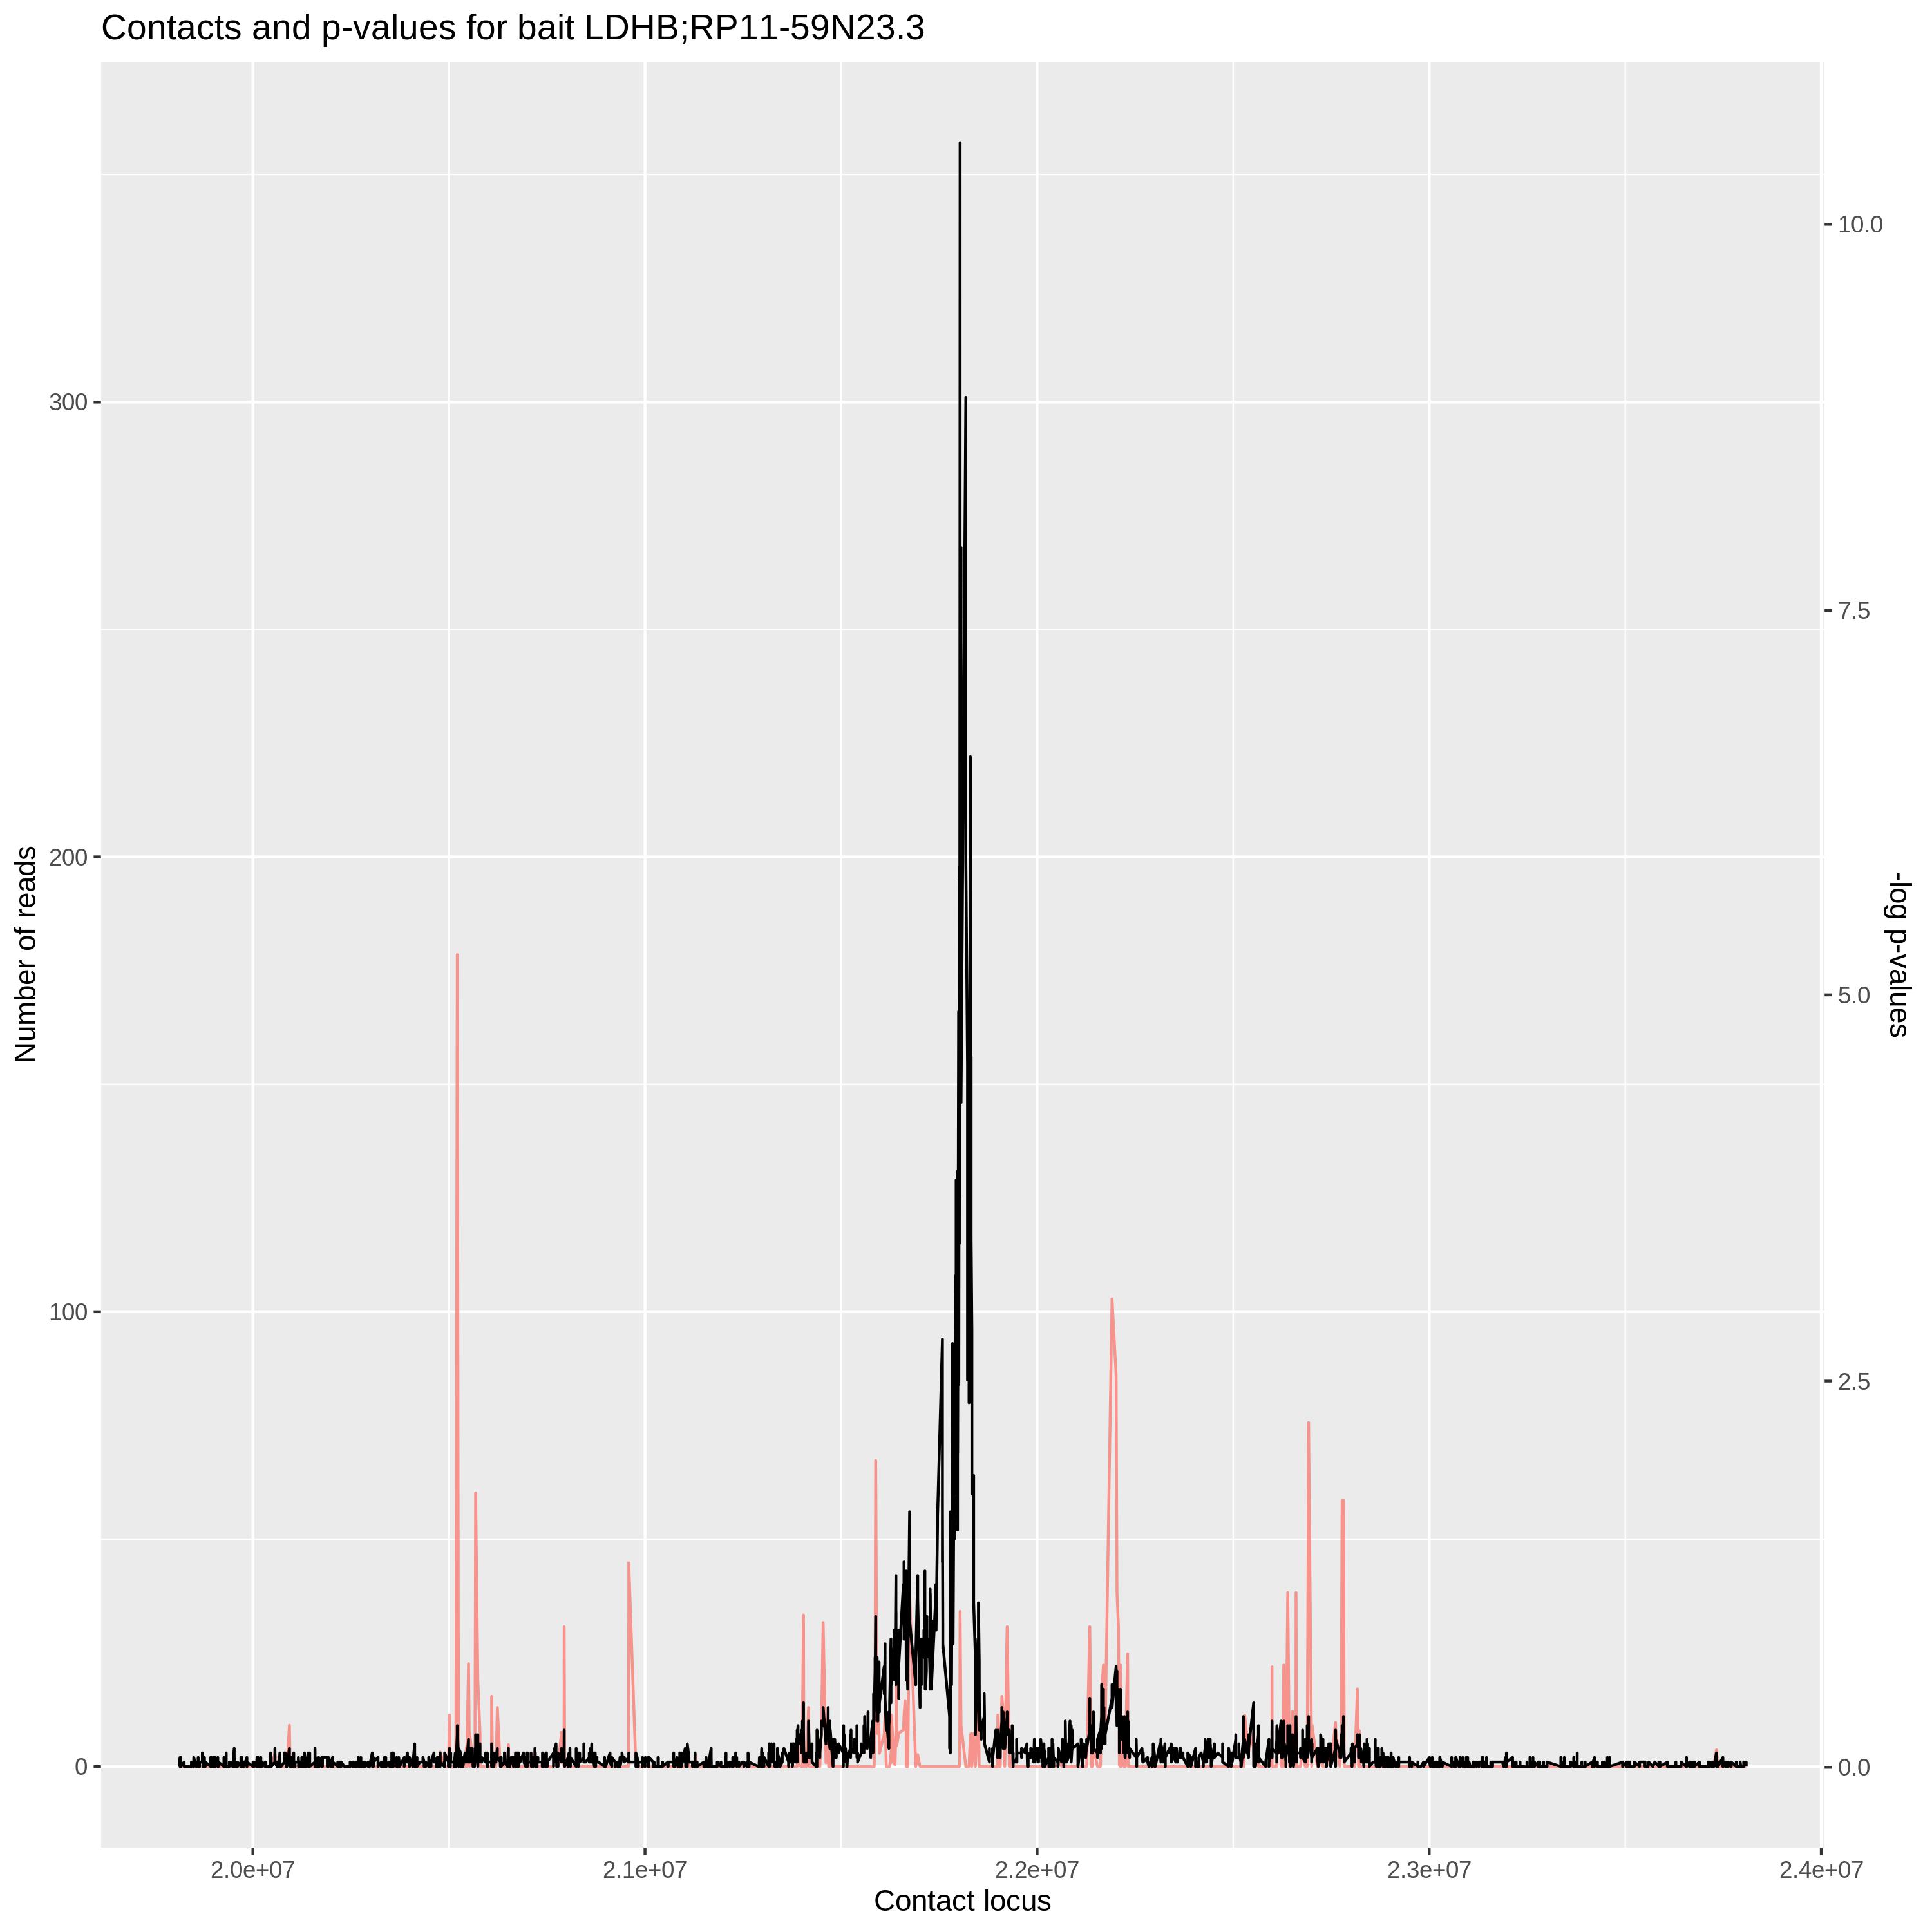 Contacts and p-values for bait LDHB;RP11-59N23.3
Number of reads
300
200
100
0
10.0
7.5
5.0
2.5
0.0
-log p-values
2.0e+07 2.1e+07 2.2e+07 2.3e+07 2.4e+07
Contact locus